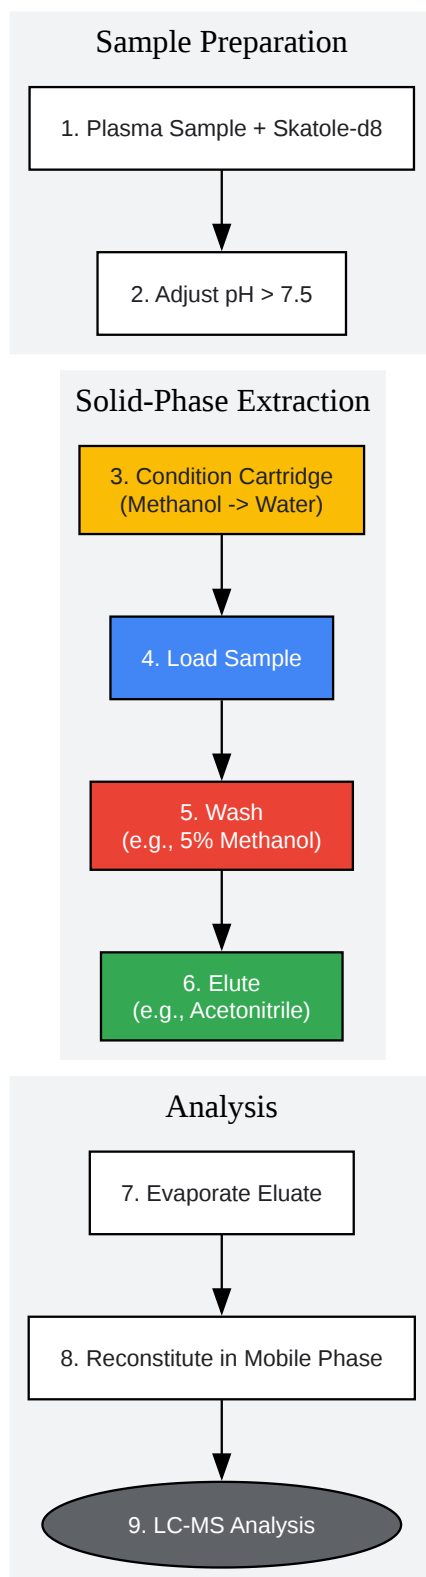 Sample Preparation
1. Plasma Sample + Skatole-d8
2. Adjust pH > 7.5
Solid-Phase Extraction
3. Condition Cartridge
(Methanol -> Water)
4. Load Sample
5. Wash
(e.g., 5% Methanol)
6. Elute
(e.g., Acetonitrile)
Analysis
7. Evaporate Eluate
8. Reconstitute in Mobile Phase
9. LC-MS Analysis